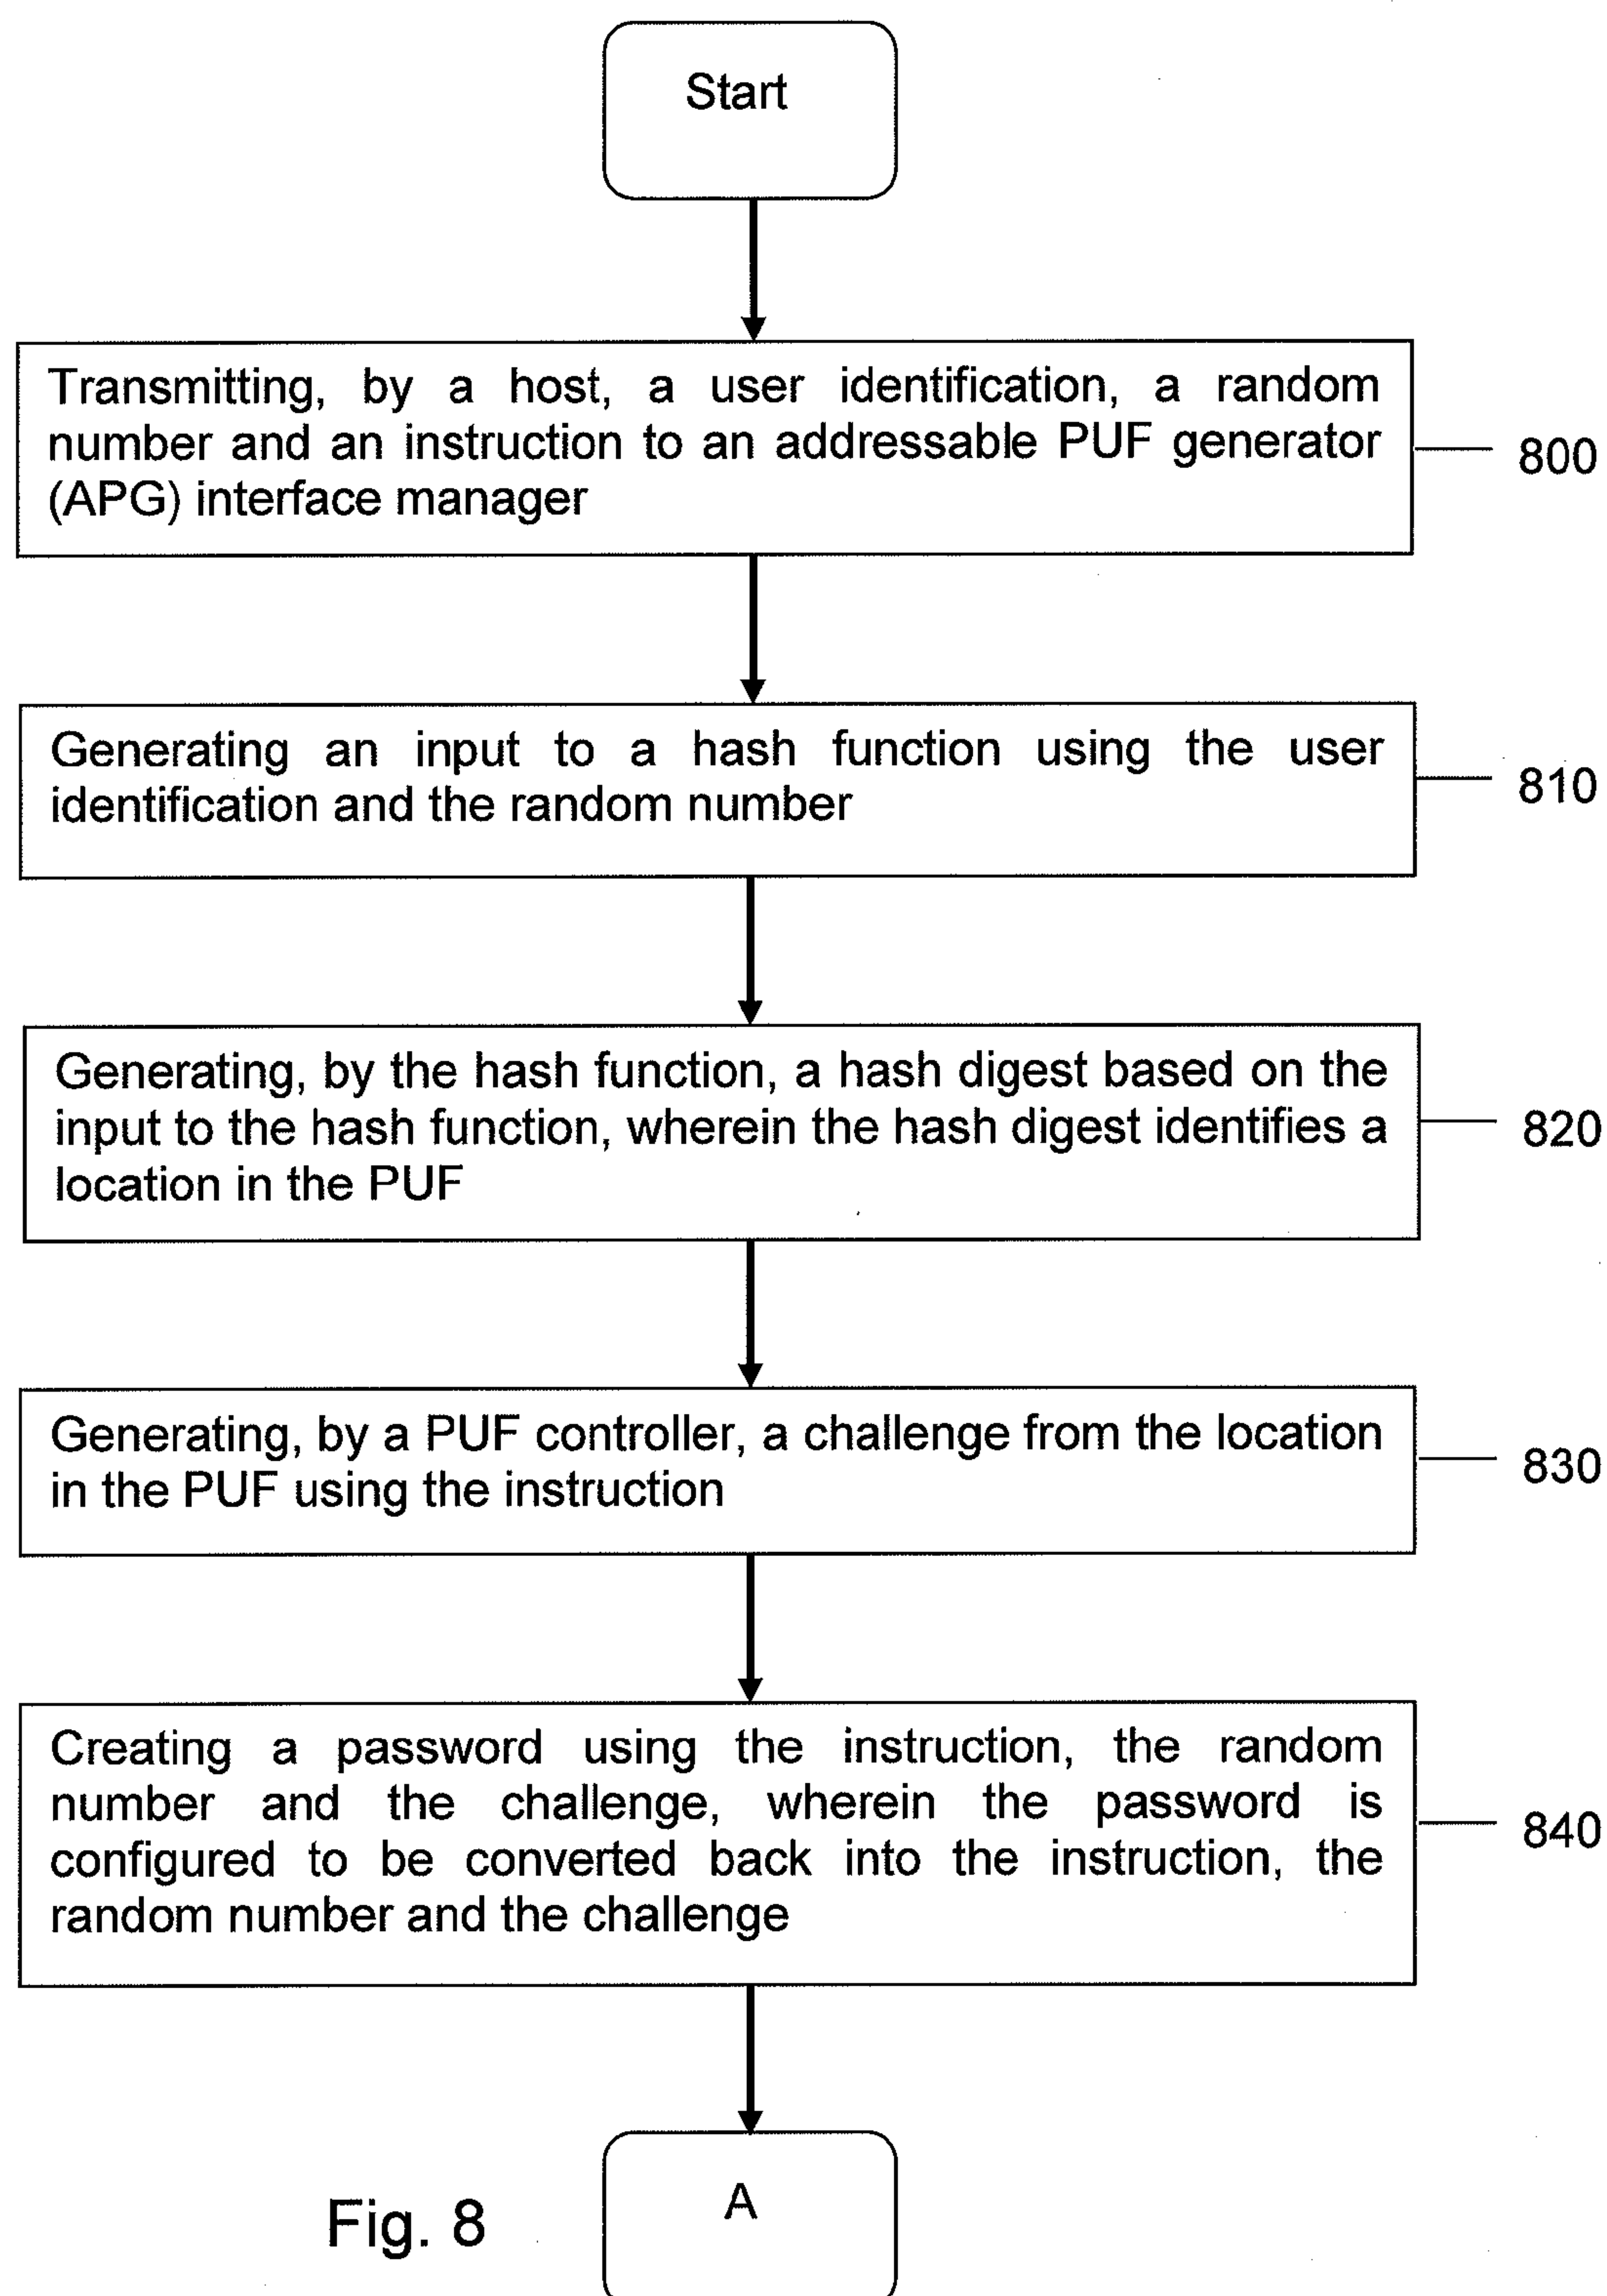 Start
Transmitting, by a host, a user identification, a random
number and an instruction to an addressable PUF generator
(APG) interface manager
800
Generating an input to a hash function using the user
identification and the random number
810
Generating, by the hash function, a hash digest based on the
input to the hash function, wherein the hash digest identifies a
location in the PUF
820
Generating, by a PUF controller, a challenge from the location
in the PUF using the instruction
830
Creating a password using the instruction, the random
number and the challenge, wherein the password is
configured to be converted back into the instruction, the
random number and the challenge
840
A
Fig. 8